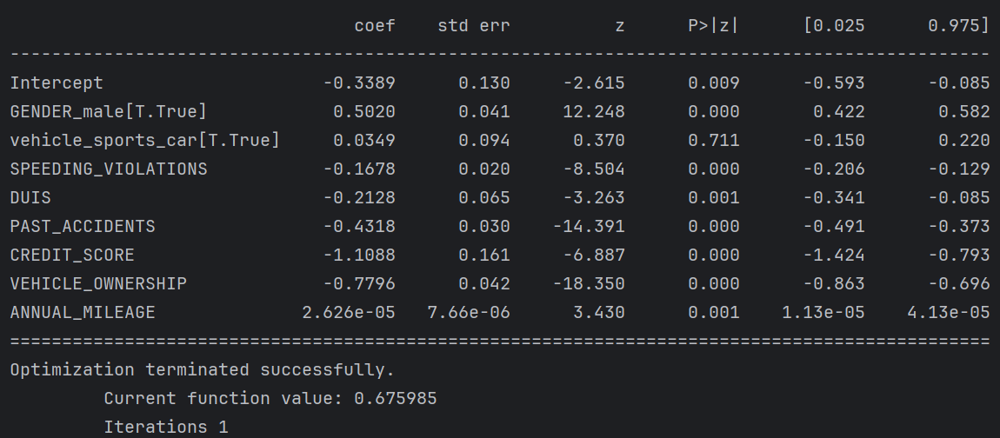 coef std err z P>|z| [0.025 0.975]
----------------------------------------------------------------------------------------------
Intercept -0.3389 0.130 -2.615 0.009 -0.593 -0.085
GENDER_male[T.True] 0.5020 0.041 12.248 0.000 0.422 0.582
vehicle_sports_car[T.True] 0.0349 0.094 0.370 0.711 -0.150 0.220
SPEEDING_VIOLATIONS -0.1678 0.020 -8.504 0.000 -0.206 -0.129
DUIS -0.2128 0.065 -3.263 0.001 -0.341 -0.085
PAST_ACCIDENTS -0.4318 0.030 -14.391 0.000 -0.491 -0.373
CREDIT_SCORE -1.1088 0.161 -6.887 0.000 -1.424 -0.793
VEHICLE_OWNERSHIP -0.7796 0.042 -18.350 0.000 -0.863 -0.696
ANNUAL_MILEAGE 2.626e-05 7.66e-06 3.430 0.001 1.13e-05 4.13e-05
==============================================================================================
Optimization terminated successfully.
Current function value: 0.675985
Iterations 1